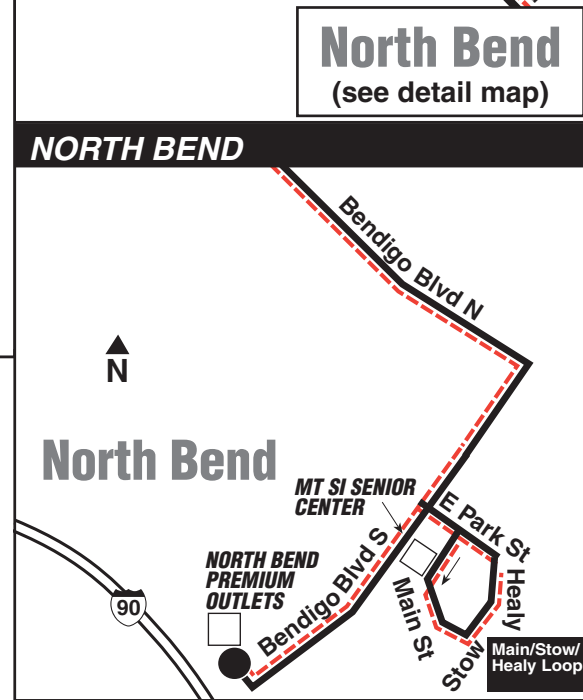 North Bend
(see detail map)
NORTH BEND
Bendigo Blvd N
N
North Bend
MT SI SENIOR
CENTER
E Park St
NORTH BEND
PREMIUM
OUTLETS
Bendigo Blvd S
Main St
Healy
Stow
90
Main/Stow/
Healy Loop